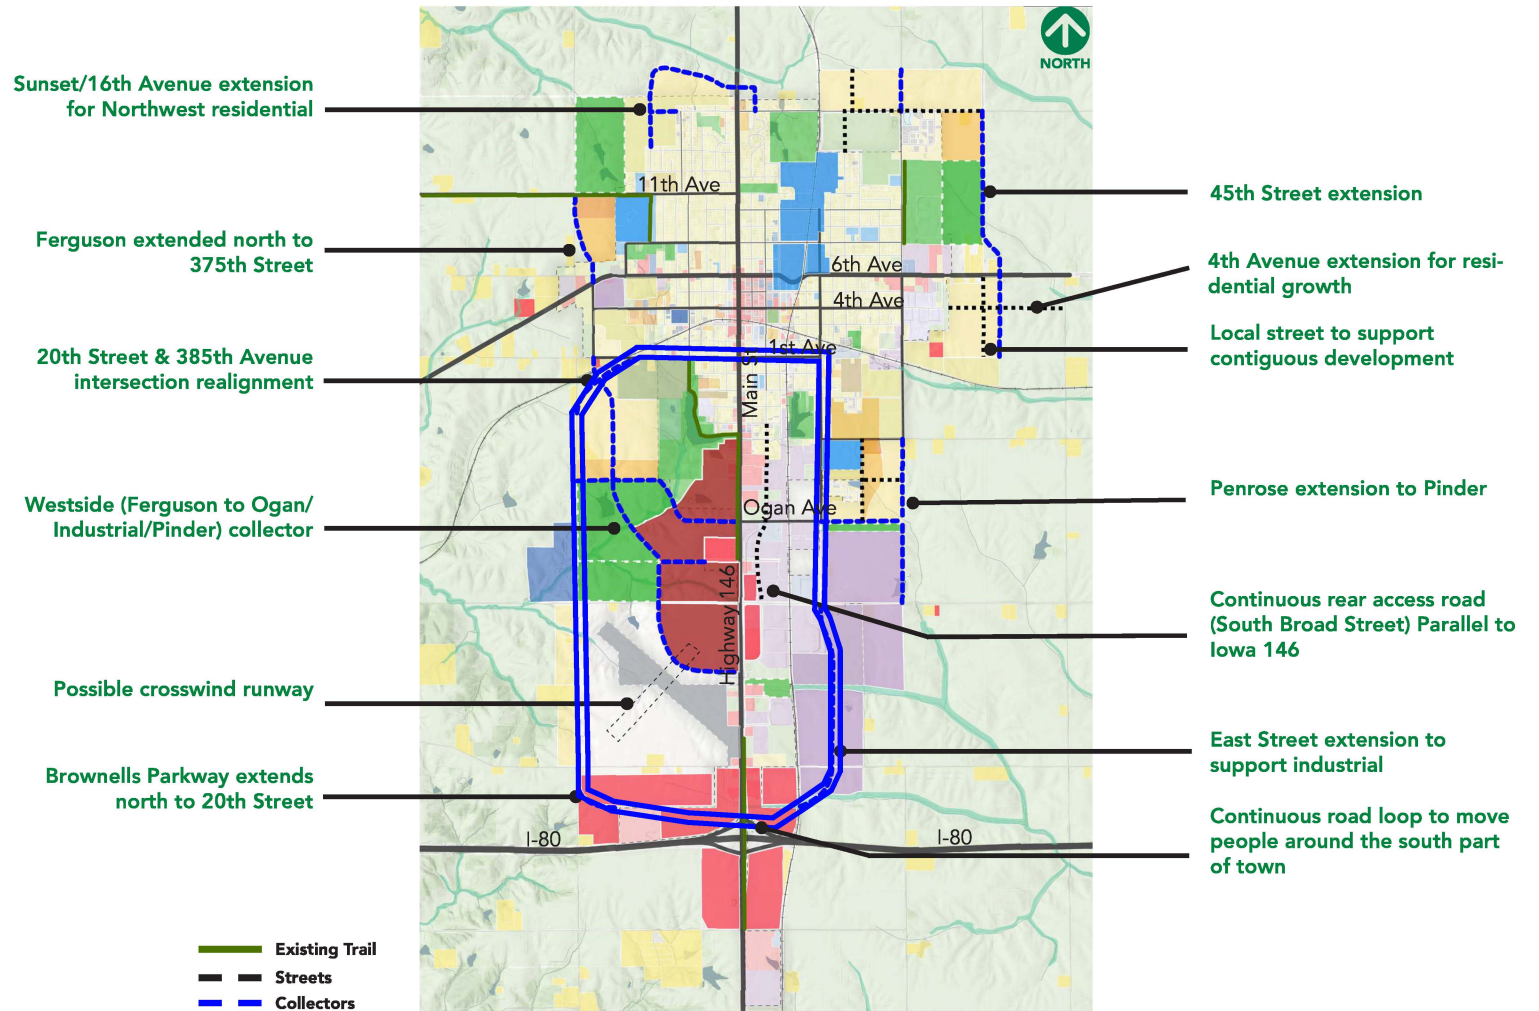 NORTH
Sunset/16th Avenue extension
for Northwest residential
Ferguson extended north to
375th Street
20th Street & 385th Avenue
intersection realignment
Westside (Ferguson to Ogan/
Industrial/Pinder) collector
Possible crosswind runway
Brownells Parkway extends
north to 20th Street
11th Ave
6th Ave
4th Ave
1st Ave
Main St
Ogan Ave
Highway 146
I-80
I-80
45th Street extension
4th Avenue extension for resi-
dential growth
Local street to support
contiguous development
Penrose extension to Pinder
Continuous rear access road
(South Broad Street) Parallel to
Iowa 146
East Street extension to
support industrial
Continuous road loop to move
people around the south part
of town
Existing Trail
Streets
Collectors